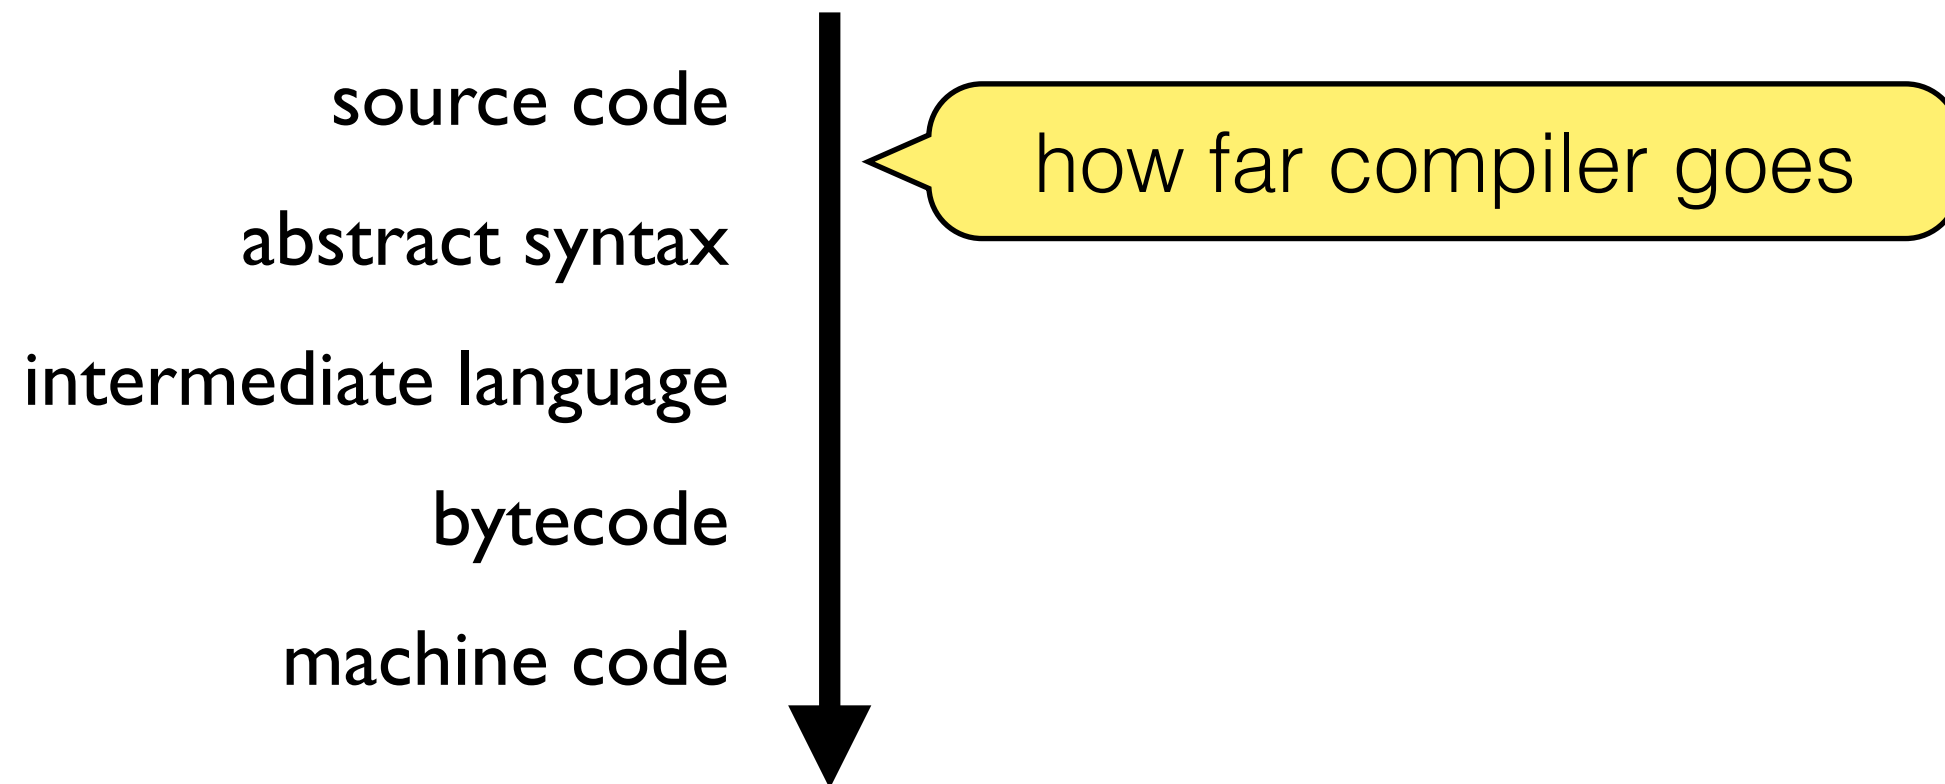 source code
how far compiler goes
abstract syntax
intermediate language
bytecode
machine code